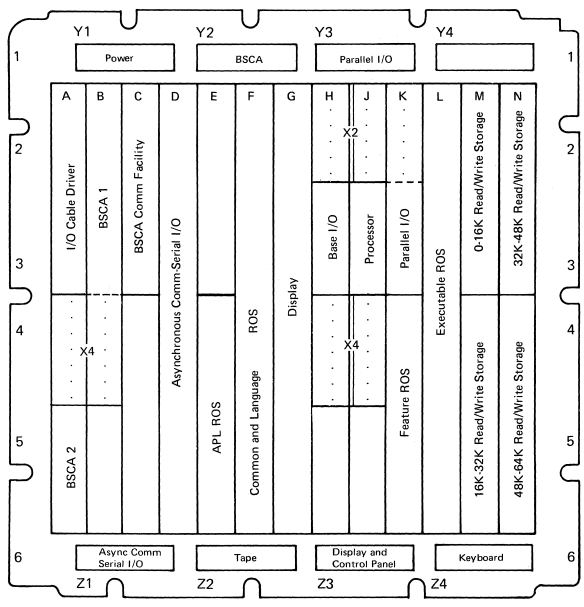 Y1 Y2 Y3 Y4
1 Power BSCA Parallel I/O 1
A B C D E F G H J K L M N
X2
2 2
I/O Cable Driver
BSCA 1
BSCA Comm Facility
Asynchronous Comm-Serial I/O
APL ROS
Common and Language ROS
Display
Base I/O
Processor
Parallel I/O
Executable ROS
0-16K Read/Write Storage
32K-48K Read/Write Storage
3 3
4 4
X4 X4
BSCA 2
Feature ROS
16K-32K Read/Write Storage
48K-64K Read/Write Storage
5 5
6 6
Async Comm
Serial I/O
Tape
Display and
Control Panel
Keyboard
Z1 Z2 Z3 Z4